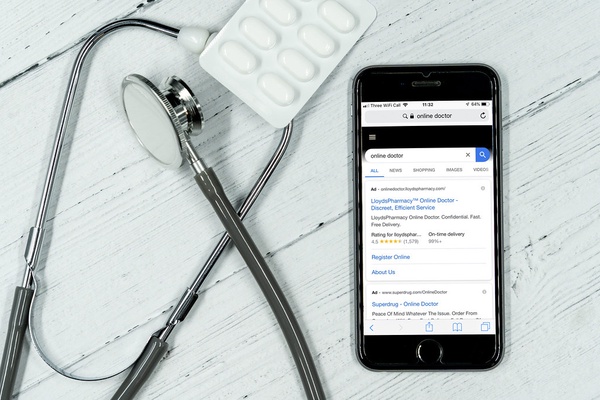 Three WiFi Call 11:32 64%
online doctor
online doctor
ALL NEWS SHOPPING IMAGES VIDEOS
Ad · onlinedoctor.lloydspharmacy.com/
LloydsPharmacy™ Online Doctor -
Discreet, Efficient Service
LloydsPharmacy Online Doctor. Confidential. Fast.
Free Delivery.
Rating for lloydsphar... On-time delivery
4.5 ★★★★★ (1,579) 99%+
Register Online
About Us
Ad · www.superdrug.com/OnlineDoctor
Superdrug - Online Doctor
Peace Of Mind Whatever The Issue. Order From